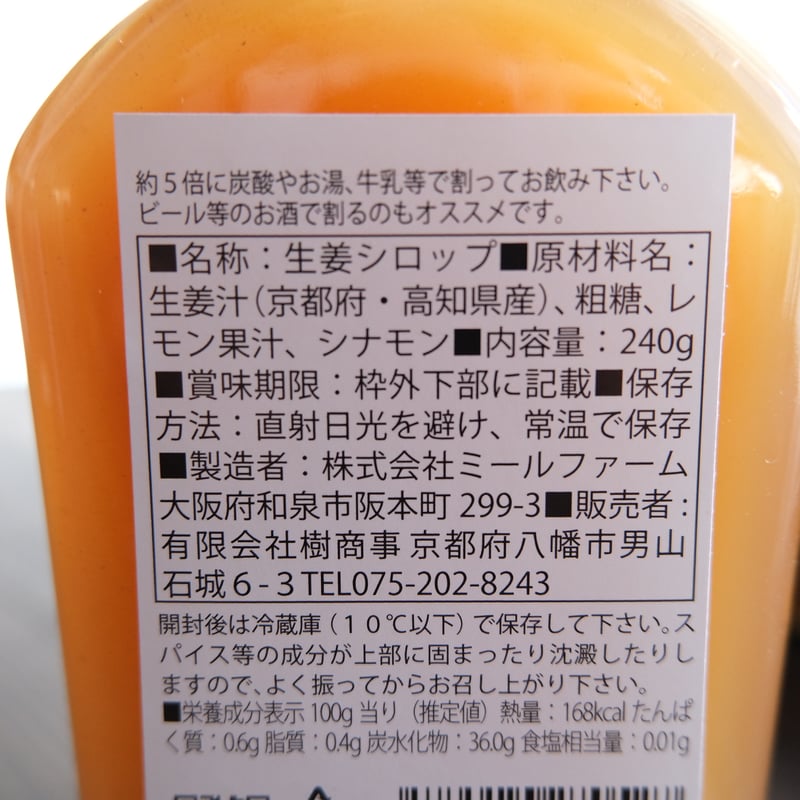 約5倍に炭酸やお湯、牛乳等で割ってお飲み下さい。
ビール等のお酒で割るのもオススメです。
■名称：生姜シロップ■原材料名：
生姜汁（京都府・高知県産）、粗糖、レ
モン果汁、シナモン■内容量：240g
■賞味期限：枠外下部に記載■保存
方法：直射日光を避け、常温で保存
■製造者：株式会社ミールファーム
大阪府和泉市阪本町 299-3■販売者：
有限会社樹商事 京都府八幡市男山
石城６-３TEL075-202-8243
開封後は冷蔵庫（１０℃以下）で保存して下さい。ス
パイス等の成分が上部に固まったり沈澱したりし
ますので、よく振ってからお召し上がり下さい。
■栄養成分表示 100g 当り（推定値）熱量：168kcal たんぱ
く質：0.6g 脂質：0.4g 炭水化物：36.0g 食塩相当量：0.01g